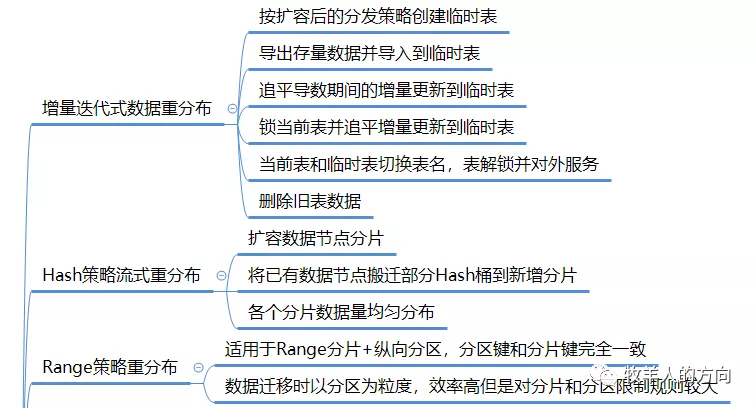 增量迭代式数据重分布
按扩容后的分发策略创建临时表
导出存量数据并导入到临时表
追平导数期间的增量更新到临时表
锁当前表并追平增量更新到临时表
当前表和临时表切换表名，表解锁并对外服务
删除旧表数据
Hash策略流式重分布
扩容数据节点分片
将已有数据节点搬迁部分Hash桶到新增分片
各个分片数据量均匀分布
Range策略重分布
适用于Range分片+纵向分区，分区键和分片键完全一致
数据迁移时以分区为粒度，效率高但是对分片和分区限制规则较大
牧羊人的方向